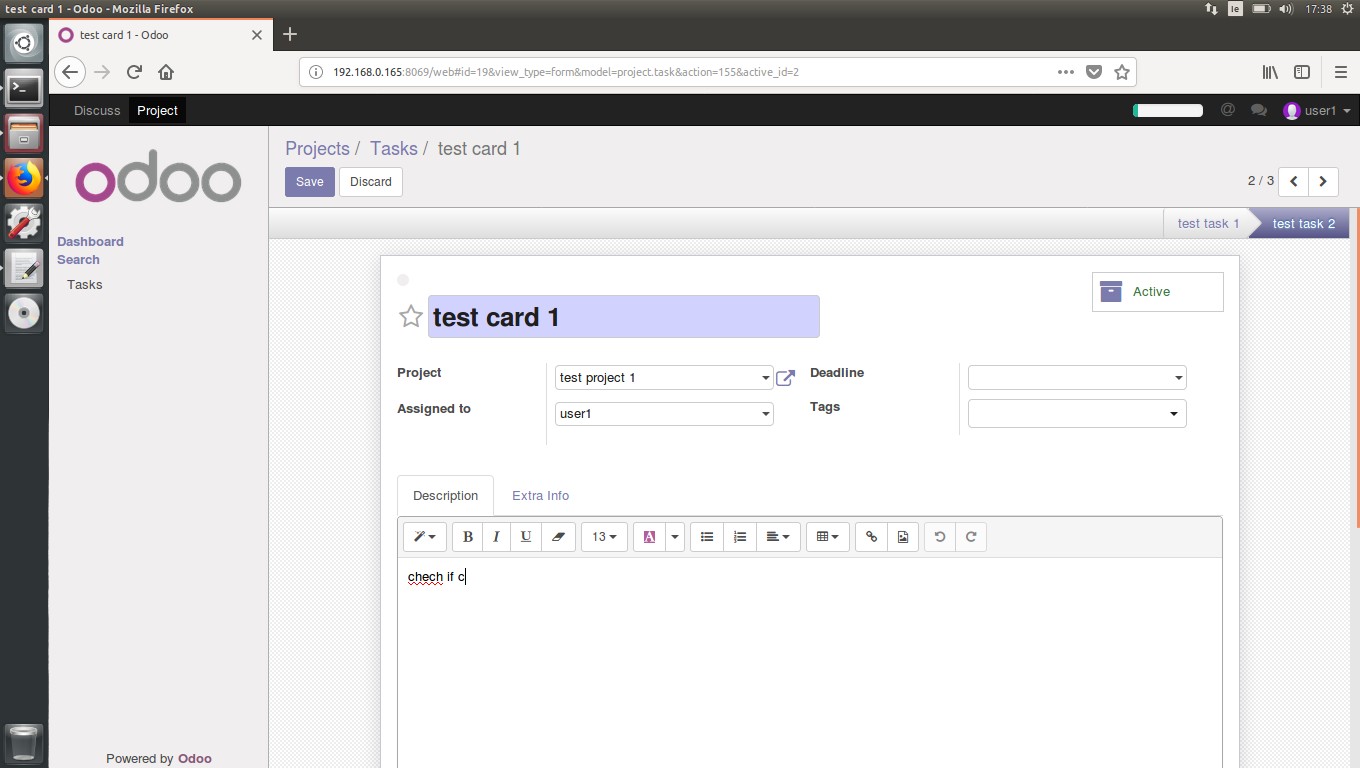 test card 1 - Odoo - Mozilla Firefox
Ie
17:38
test card 1 - Odoo
192.168.0.165:8069/web#id=19&view_type=form&model=project.task&action=155&active_id=2
Discuss Project
@ user1
odoo
Dashboard
Search
Tasks
Powered by Odoo
Projects / Tasks / test card 1
Save Discard
2 / 3
test task 1 test task 2
Active
test card 1
Project test project 1 Deadline
Assigned to user1 Tags
Description Extra Info
B I U 13 A
chech if c